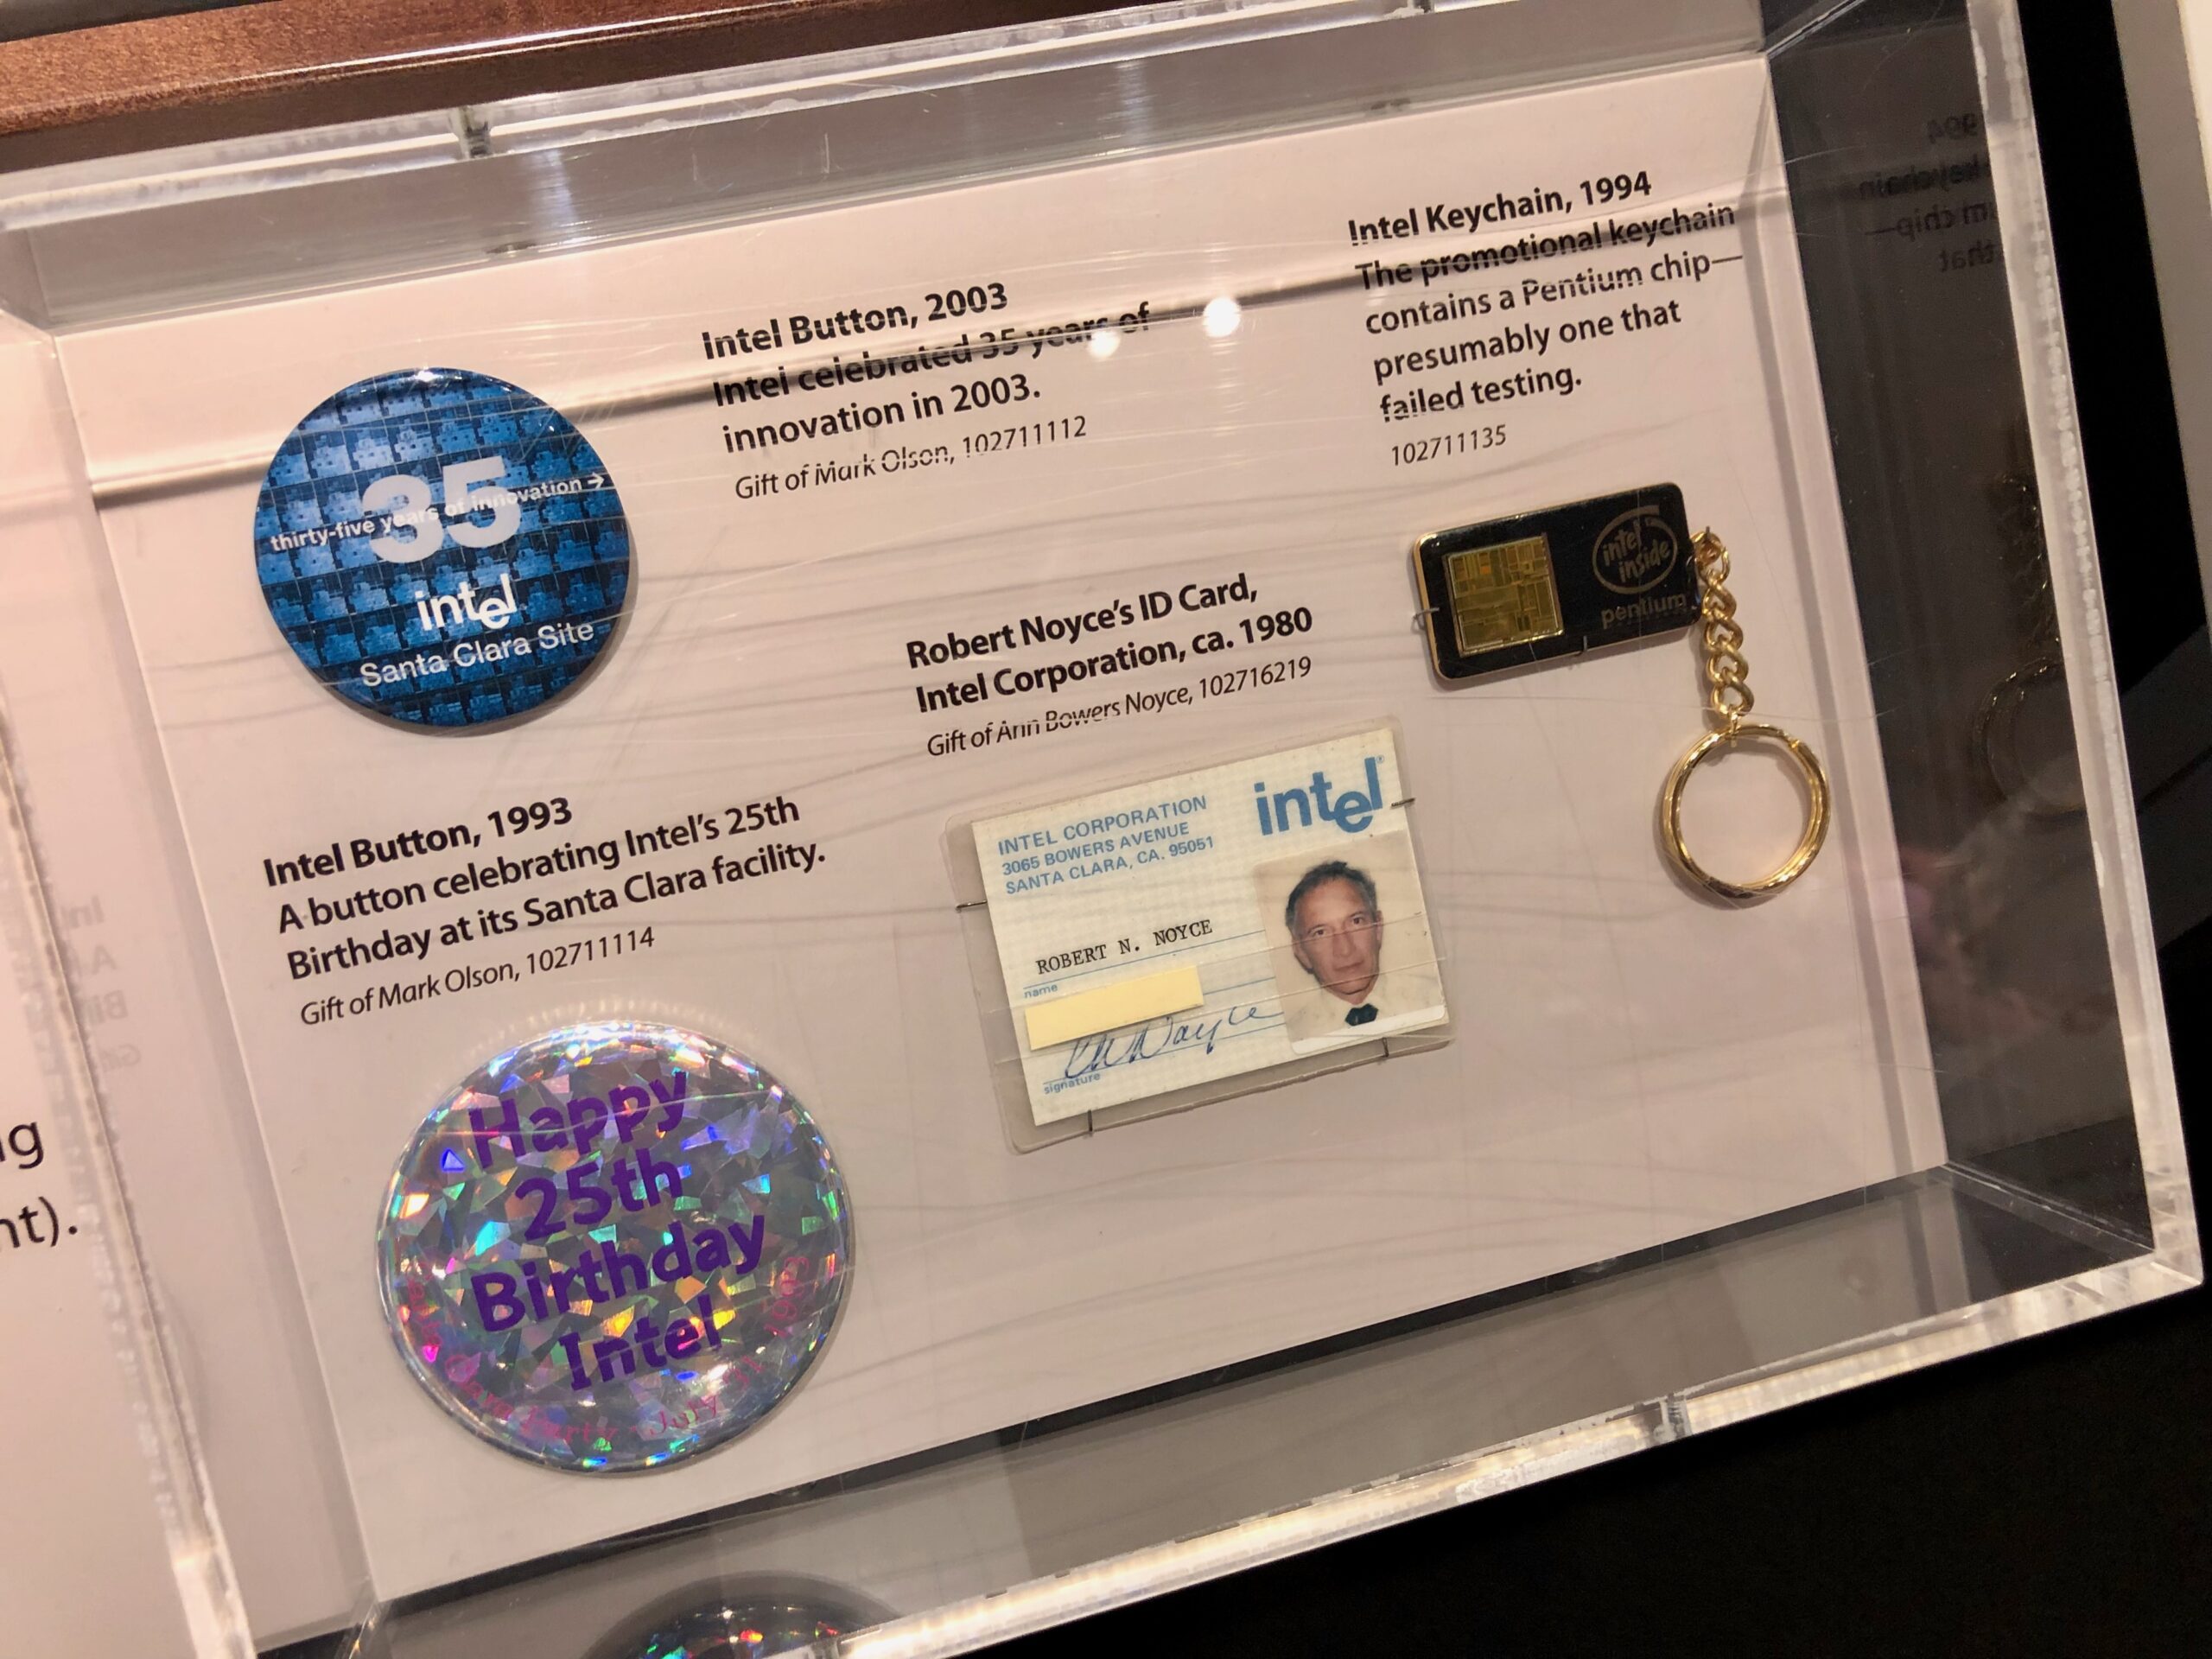 Intel Button, 2003
Intel celebrated 35 years of
innovation in 2003.
Gift of Mark Olson, 102711112
35
thirty-five years of innovation →
intel
Santa Clara Site
Intel Keychain, 1994
The promotional keychain
contains a Pentium chip—
presumably one that
failed testing.
102711135
intel
inside
pentium
Robert Noyce's ID Card,
Intel Corporation, ca. 1980
Gift of Ann Bowers Noyce, 102716219
INTEL CORPORATION
3065 BOWERS AVENUE
SANTA CLARA, CA. 95051
intel
ROBERT N. NOYCE
name
signature
Intel Button, 1993
A button celebrating Intel's 25th
Birthday at its Santa Clara facility.
Gift of Mark Olson, 102711114
Happy
25th
Birthday
Intel
Clara Party July
nt).